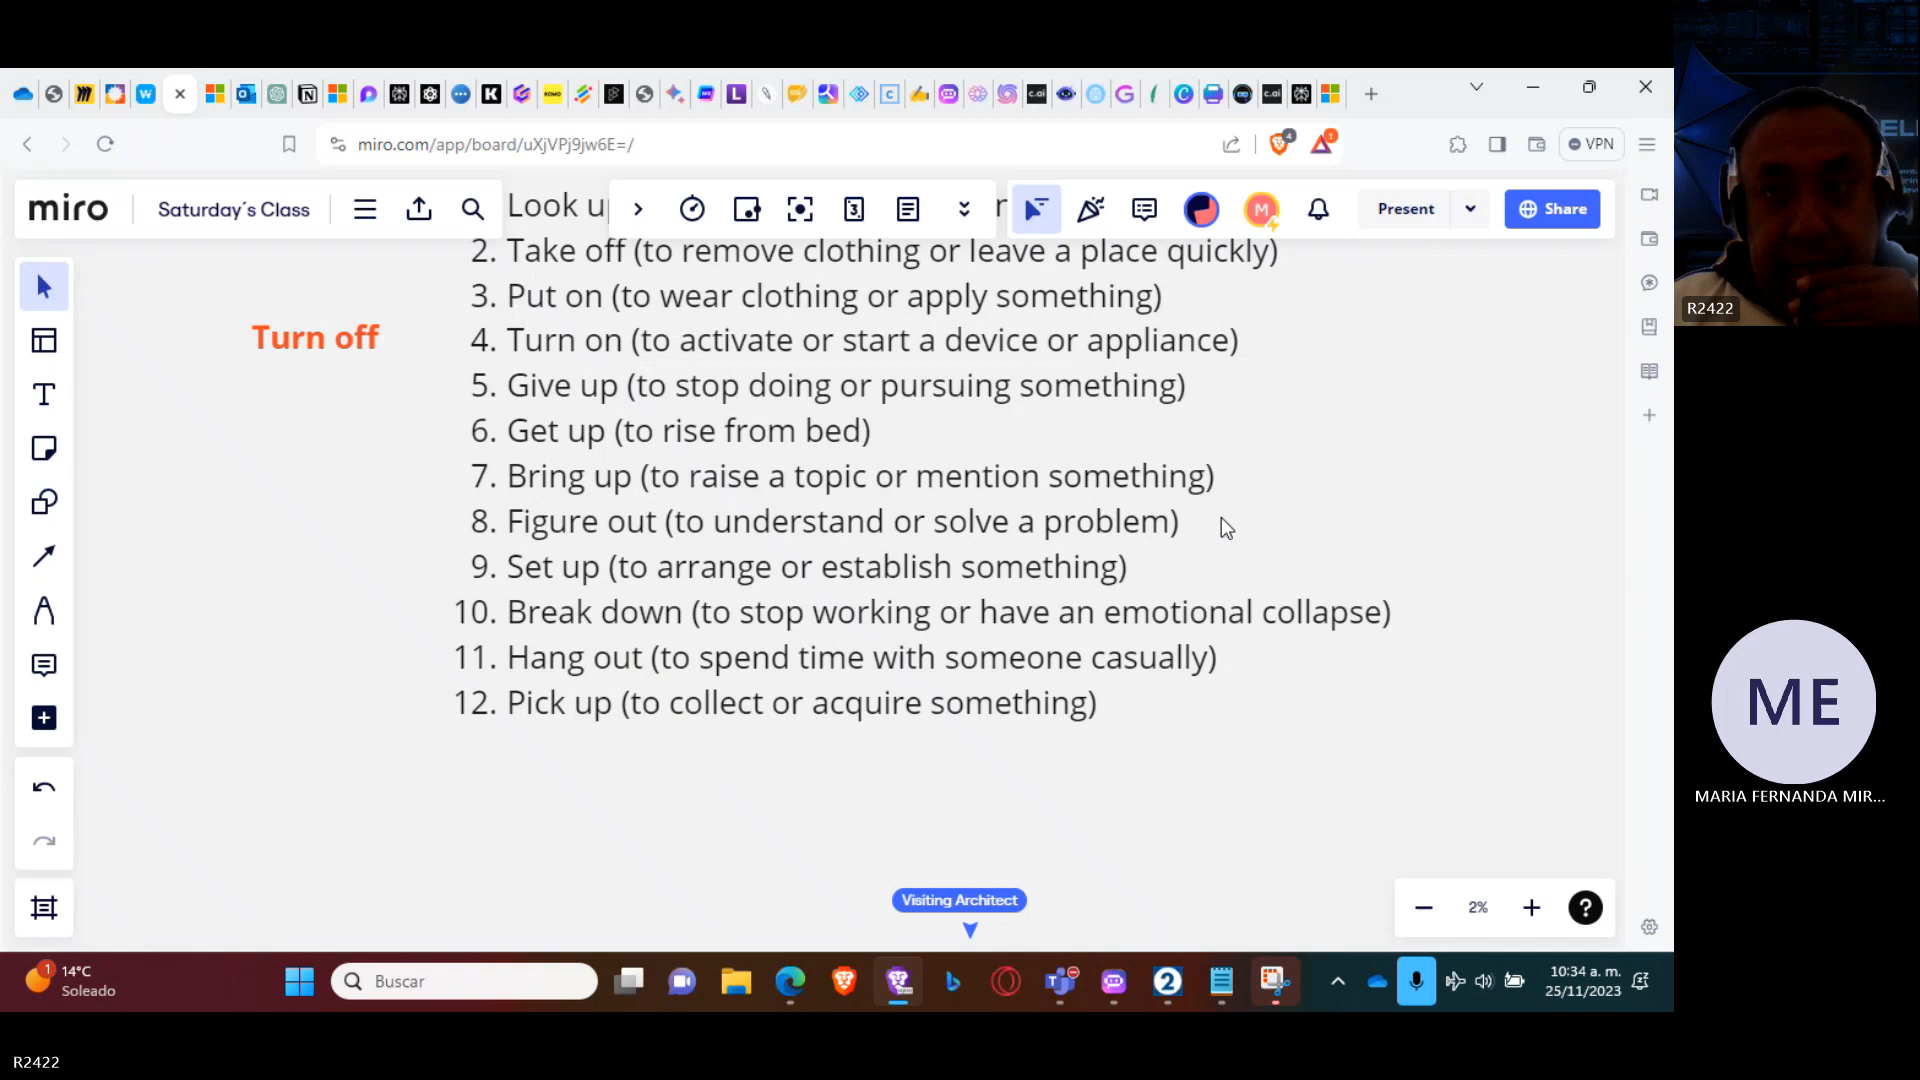 miro.com/app/board/uXjVPj9jw6E=/
VPN
miro
Saturday´s Class
Look u
Present
Share
2. Take off (to remove clothing or leave a place quickly)
3. Put on (to wear clothing or apply something)
Turn off
4. Turn on (to activate or start a device or appliance)
5. Give up (to stop doing or pursuing something)
6. Get up (to rise from bed)
7. Bring up (to raise a topic or mention something)
8. Figure out (to understand or solve a problem)
9. Set up (to arrange or establish something)
10. Break down (to stop working or have an emotional collapse)
11. Hang out (to spend time with someone casually)
12. Pick up (to collect or acquire something)
Visiting Architect
2%
14°C
Soleado
Buscar
10:34 a. m.
25/11/2023
R2422
ME
MARIA FERNANDA MIR...
R2422